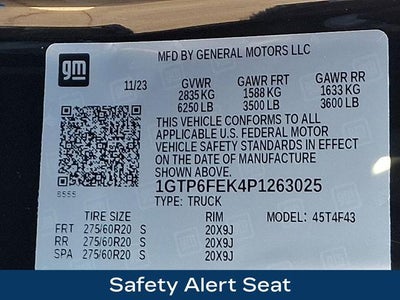 gm
MFD BY GENERAL MOTORS LLC
11/23 GVWR GAWR FRT GAWR RR
2835 KG 1588 KG 1633 KG
6250 LB 3500 LB 3600 LB
THIS VEHICLE CONFORMS TO ALL
APPLICABLE U.S. FEDERAL MOTOR
VEHICLE SAFETY STANDARDS IN EFFECT ON
THE DATE OF MANUFACTURE
1GTP6FEK4P1263025
8555 TYPE: TRUCK
TIRE SIZE RIM MODEL: 45T4F43
FRT 275/60R20 S 20X9J
RR 275/60R20 S 20X9J
SPA 275/60R20 S 20X9J
Safety Alert Seat